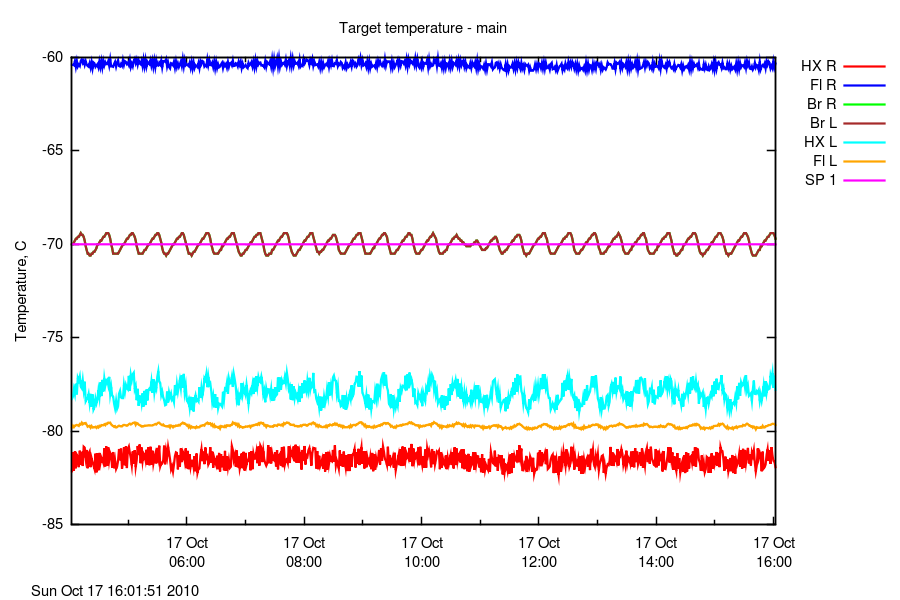 Target temperature - main
-60
-65
-70
-75
-80
-85
Temperature, C
HX R
Fl R
Br R
Br L
HX L
Fl L
SP 1
17 Oct 17 Oct 17 Oct 17 Oct 17 Oct 17 Oct
06:00 08:00 10:00 12:00 14:00 16:00
Sun Oct 17 16:01:51 2010